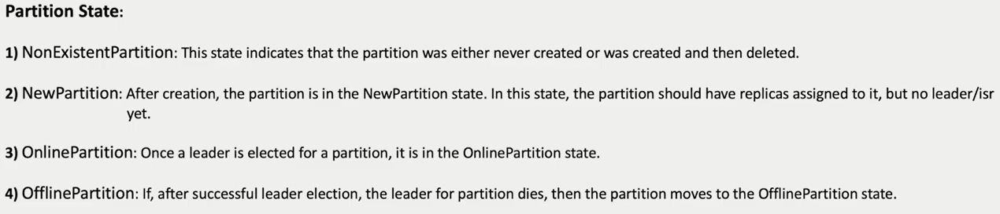 Partition State:
1) NonExistentPartition: This state indicates that the partition was either never created or was created and then deleted.
2) NewPartition: After creation, the partition is in the NewPartition state. In this state, the partition should have replicas assigned to it, but no leader/isr
yet.
3) OnlinePartition: Once a leader is elected for a partition, it is in the OnlinePartition state.
4) OfflinePartition: If, after successful leader election, the leader for partition dies, then the partition moves to the OfflinePartition state.